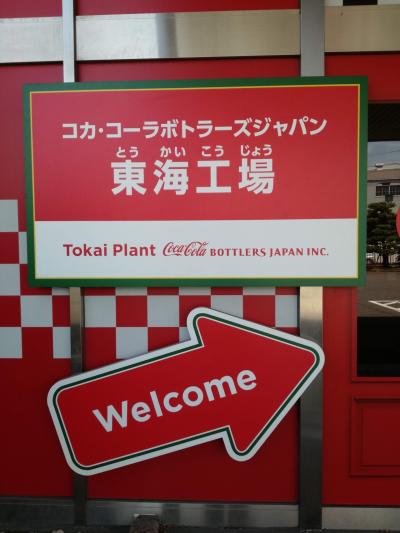 コカ・コーラボトラーズジャパン
とう かい こう じょう
東海工場
Tokai Plant Coca-Cola BOTTLERS JAPAN INC.
Welcome